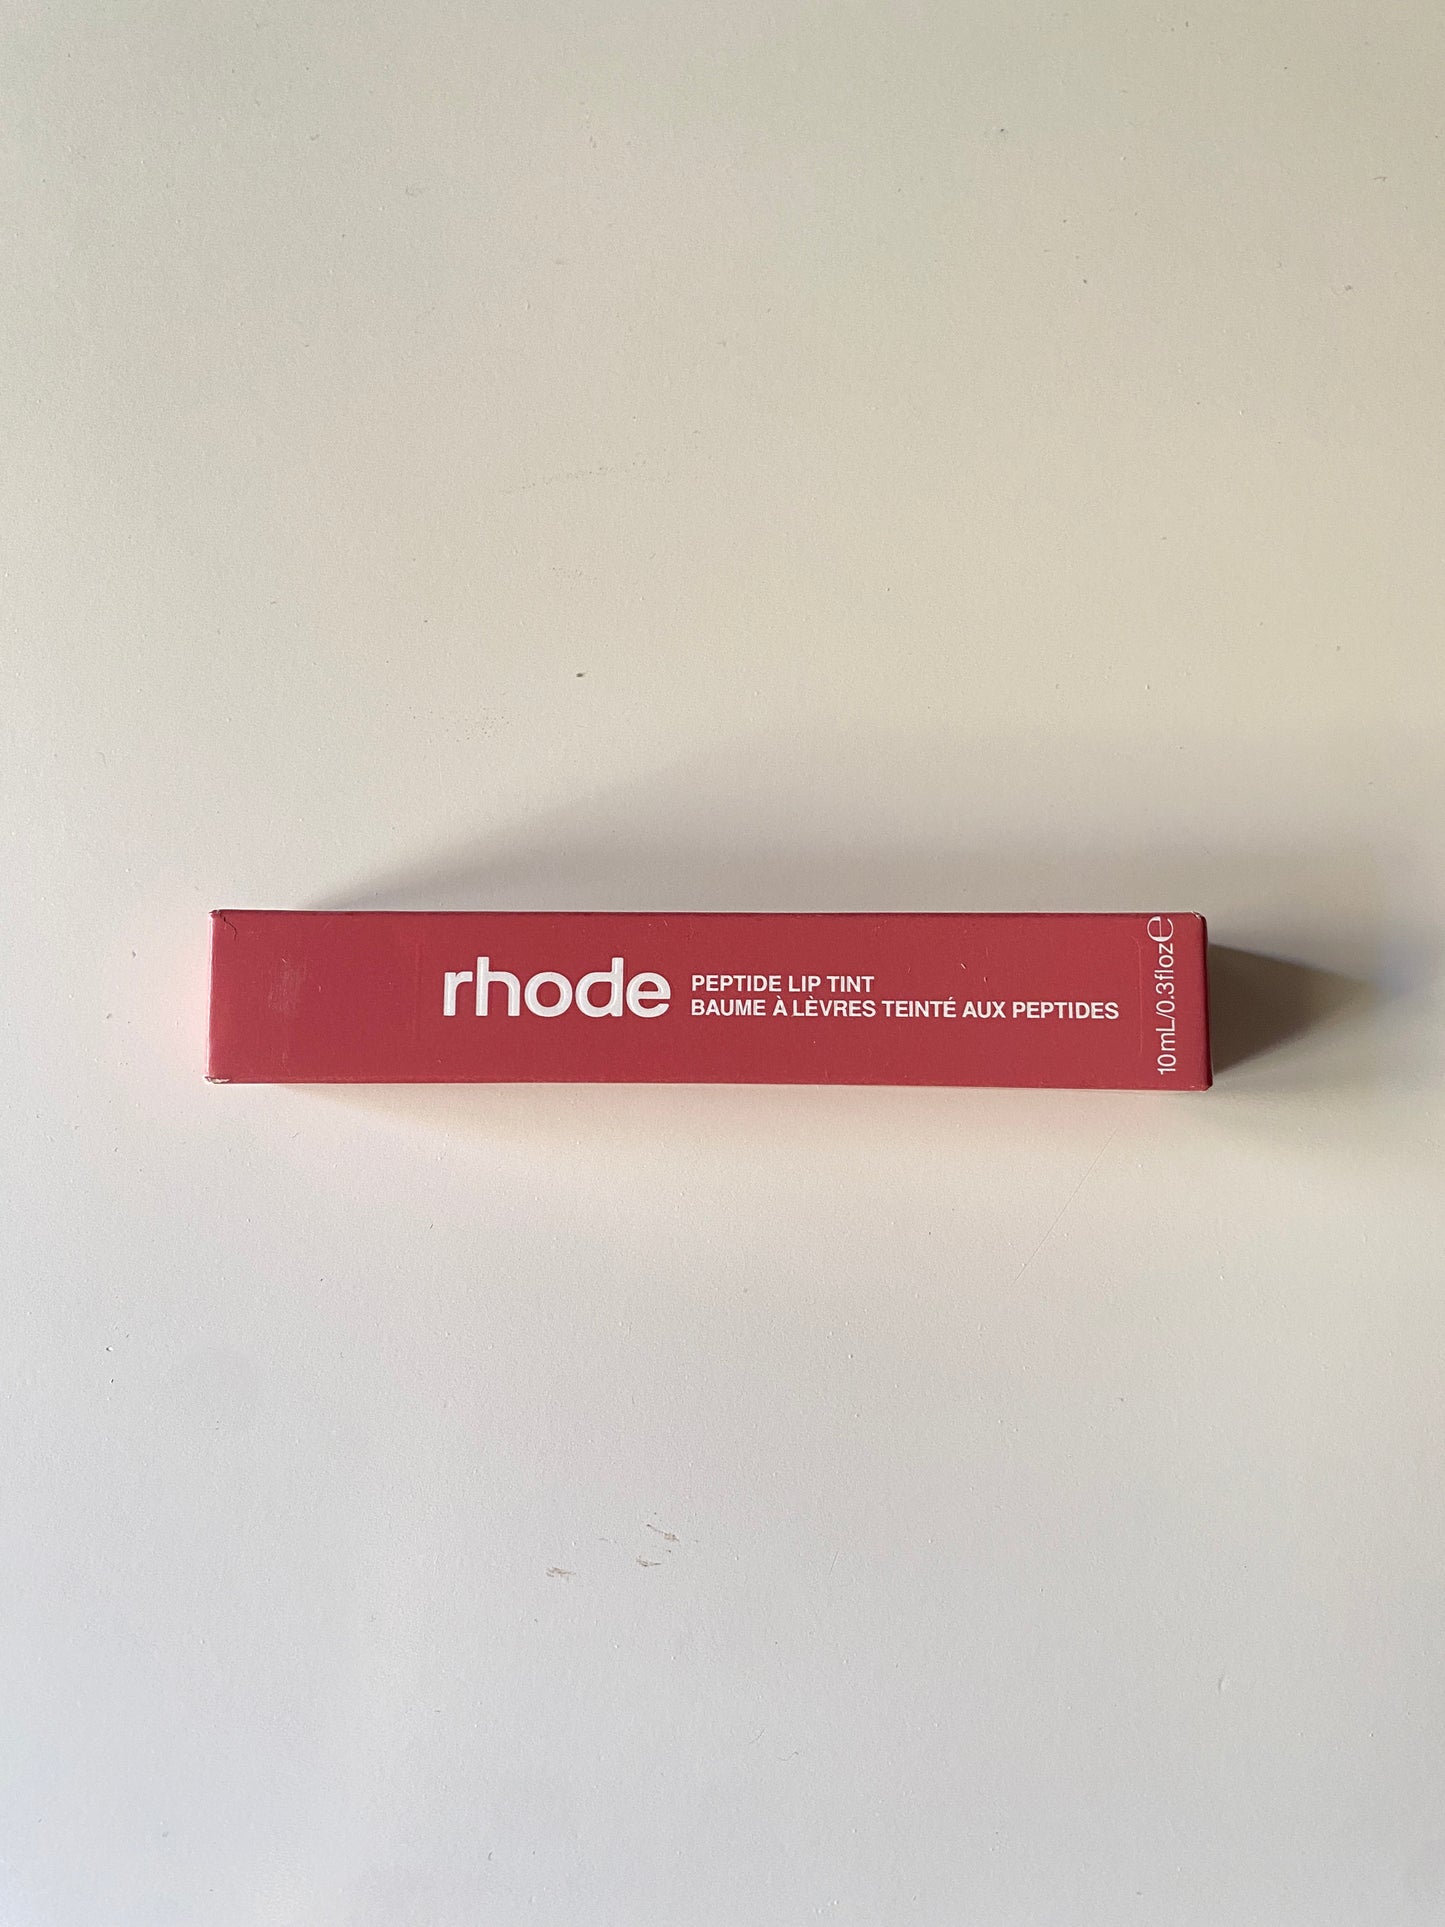 rhode
PEPTIDE LIP TINT
BAUME À LÈVRES TEINTÉ AUX PEPTIDES
10mL/0.3floz℮